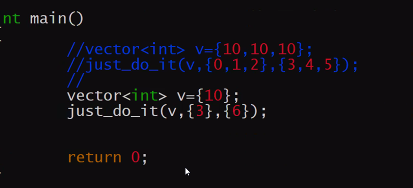 nt main()
//vector<int> v={10,10,10};
//just_do_it(v,{0,1,2},{3,4,5});
//
vector<int> v={10};
just_do_it(v,{3},{6});
return 0;